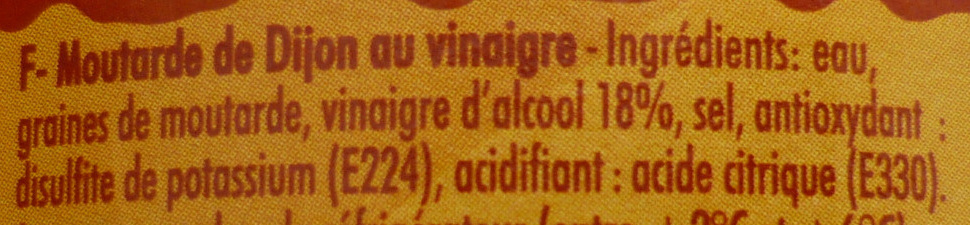 F- Moutarde de Dijon au vinaigre - Ingrédients: eau,
graines de moutarde, vinaigre d'alcool 18%, sel, antioxydant :
disulfite de potassium (E224), acidifiant : acide citrique (E330).